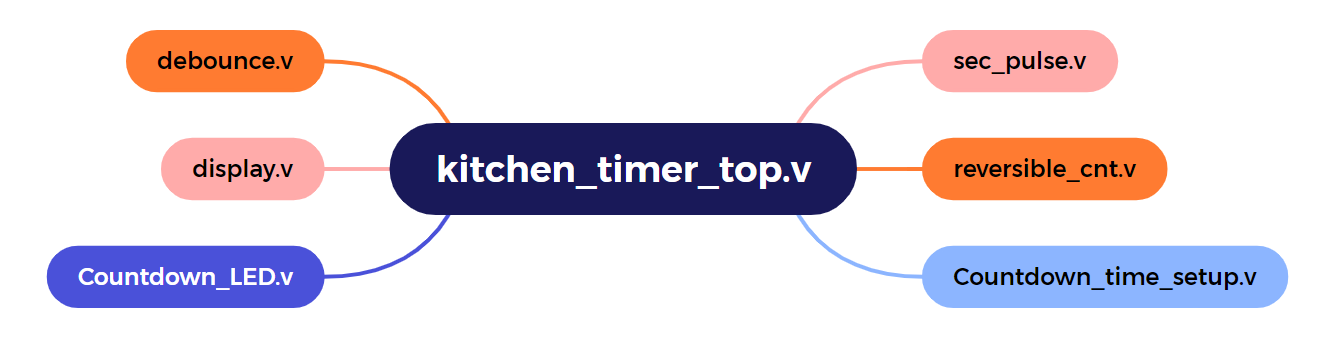 debounce.v
sec_pulse.v
display.v
kitchen_timer_top.v
reversible_cnt.v
Countdown_LED.v
Countdown_time_setup.v